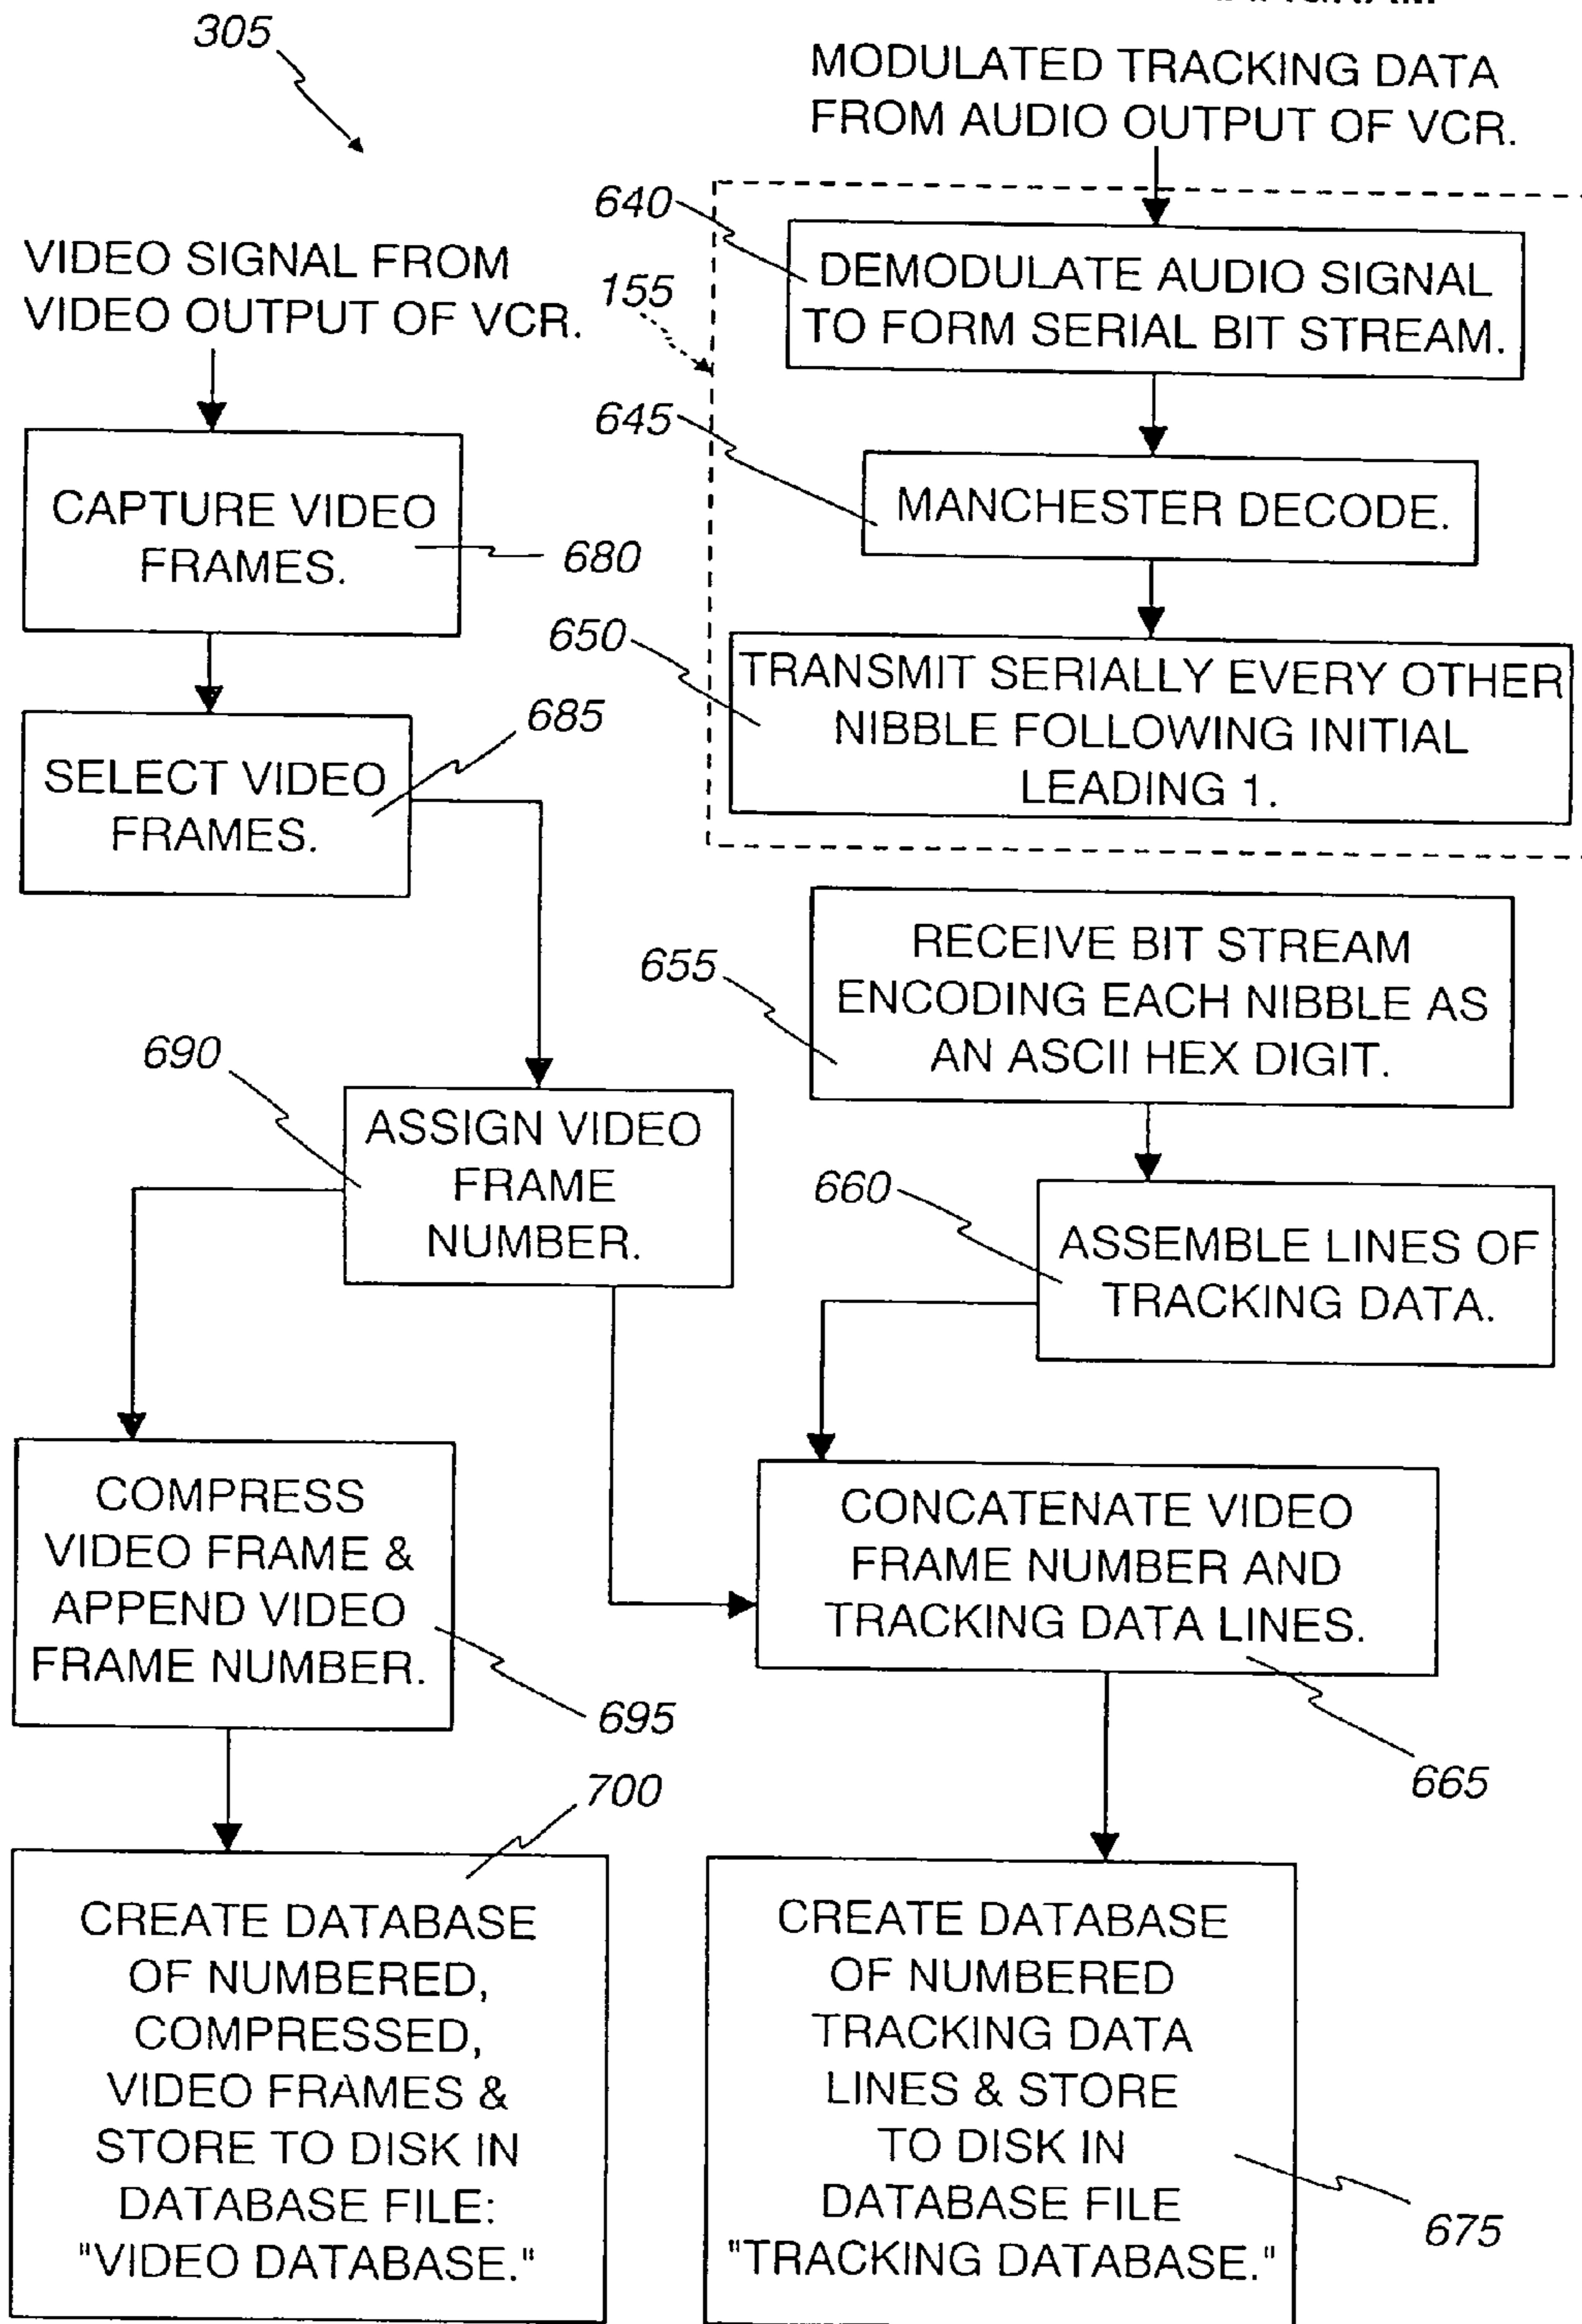 305
MODULATED TRACKING DATA
FROM AUDIO OUTPUT OF VCR.
640
VIDEO SIGNAL FROM
VIDEO OUTPUT OF VCR.
155
DEMODULATE AUDIO SIGNAL
TO FORM SERIAL BIT STREAM.
645
MANCHESTER DECODE.
CAPTURE VIDEO
FRAMES.
680
650
TRANSMIT SERIALLY EVERY OTHER
NIBBLE FOLLOWING INITIAL
LEADING 1.
685
SELECT VIDEO
FRAMES.
655
RECEIVE BIT STREAM
ENCODING EACH NIBBLE AS
AN ASCII HEX DIGIT.
690
ASSIGN VIDEO
FRAME
NUMBER.
660
ASSEMBLE LINES OF
TRACKING DATA.
COMPRESS
VIDEO FRAME &
APPEND VIDEO
FRAME NUMBER.
695
CONCATENATE VIDEO
FRAME NUMBER AND
TRACKING DATA LINES.
665
700
CREATE DATABASE
OF NUMBERED,
COMPRESSED,
VIDEO FRAMES &
STORE TO DISK IN
DATABASE FILE:
"VIDEO DATABASE."
CREATE DATABASE
OF NUMBERED
TRACKING DATA
LINES & STORE
TO DISK IN
DATABASE FILE
"TRACKING DATABASE."
675